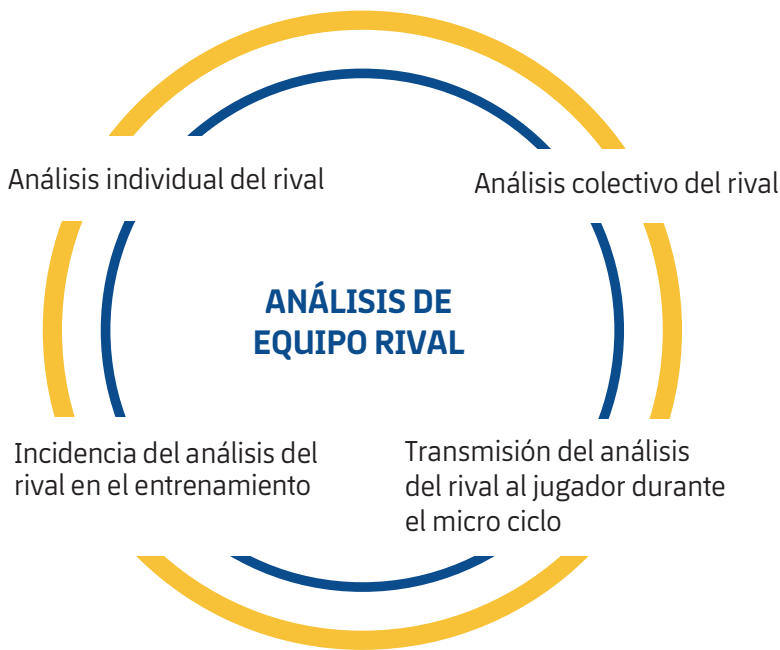 Análisis individual del rival
Análisis colectivo del rival
ANÁLISIS DE
EQUIPO RIVAL
Incidencia del análisis del
rival en el entrenamiento
Transmisión del análisis
del rival al jugador durante
el micro ciclo